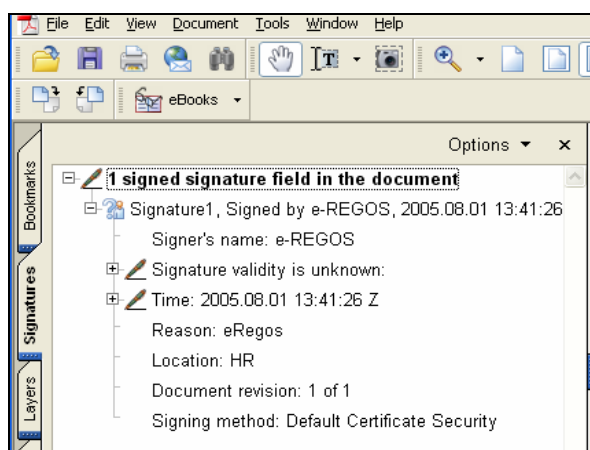 File Edit View Document Tools Window Help
T
eBooks
Options
Bookmarks
Signatures
Layers
1 signed signature field in the document
Signature1, Signed by e-REGOS, 2005.08.01 13:41:26
Signer's name: e-REGOS
Signature validity is unknown:
Time: 2005.08.01 13:41:26 Z
Reason: eRegos
Location: HR
Document revision: 1 of 1
Signing method: Default Certificate Security